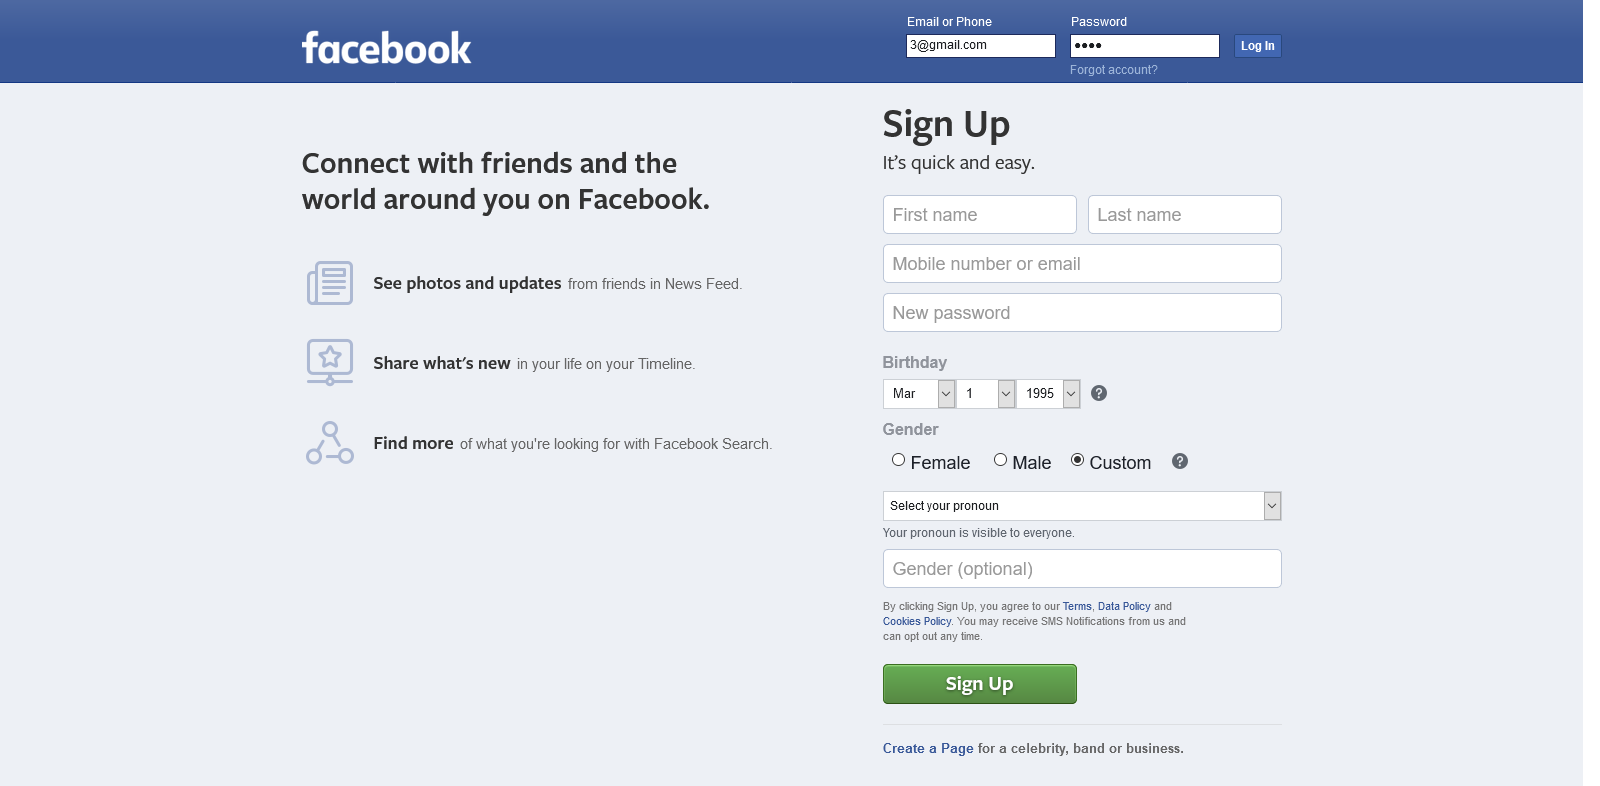 facebook
Email or Phone
Password
3@gmail.com
••••
Log In
Forgot account?
Connect with friends and the
world around you on Facebook.
See photos and updates from friends in News Feed.
Share what's new in your life on your Timeline.
Find more of what you're looking for with Facebook Search.
Sign Up
It's quick and easy.
First name
Last name
Mobile number or email
New password
Birthday
Mar 1 1995 ?
Gender
Female Male Custom ?
Select your pronoun
Your pronoun is visible to everyone.
Gender (optional)
By clicking Sign Up, you agree to our Terms, Data Policy and
Cookies Policy. You may receive SMS Notifications from us and
can opt out any time.
Sign Up
Create a Page for a celebrity, band or business.